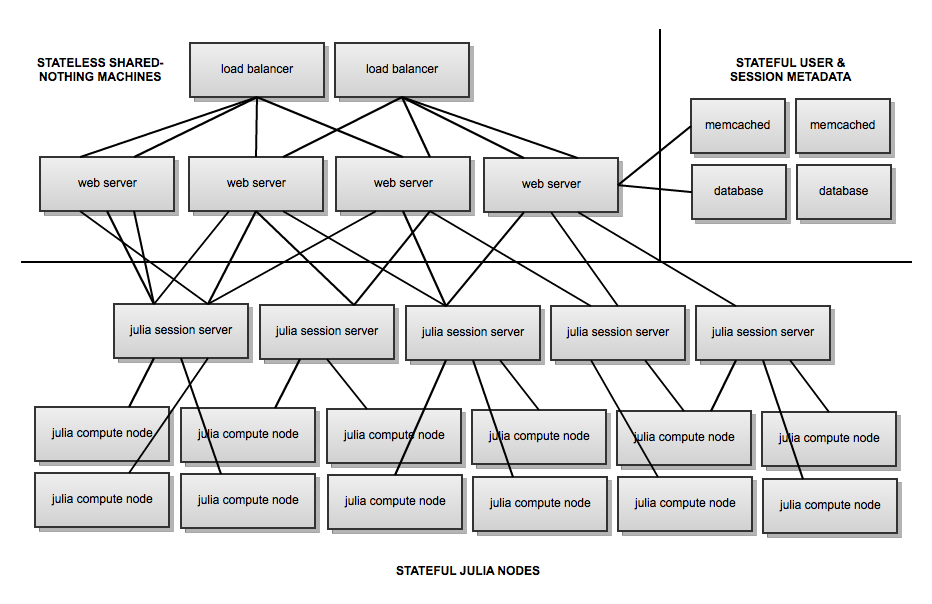 STATELESS SHARED-
NOTHING MACHINES
load balancer
load balancer
STATEFUL USER &
SESSION METADATA
memcached
memcached
database
database
web server
web server
web server
web server
julia session server
julia session server
julia session server
julia session server
julia session server
julia compute node
julia compute node
julia compute node
julia compute node
julia compute node
julia compute node
julia compute node
julia compute node
julia compute node
julia compute node
julia compute node
julia compute node
STATEFUL JULIA NODES